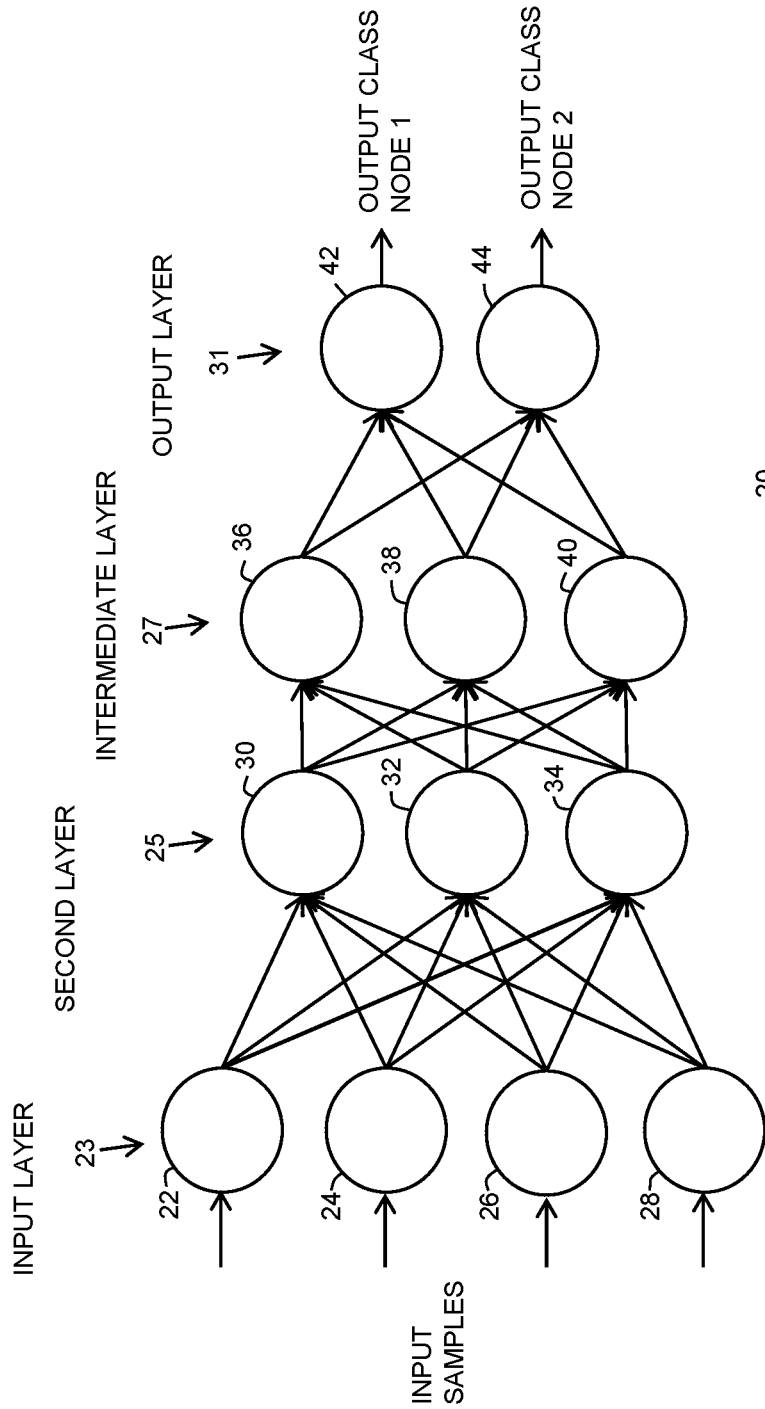 INPUT LAYER
SECOND LAYER
INTERMEDIATE LAYER
OUTPUT LAYER
23
25
27
31
22
30
36
42
OUTPUT CLASS
NODE 1
24
32
38
44
OUTPUT CLASS
NODE 2
26
34
40
28
INPUT
SAMPLES